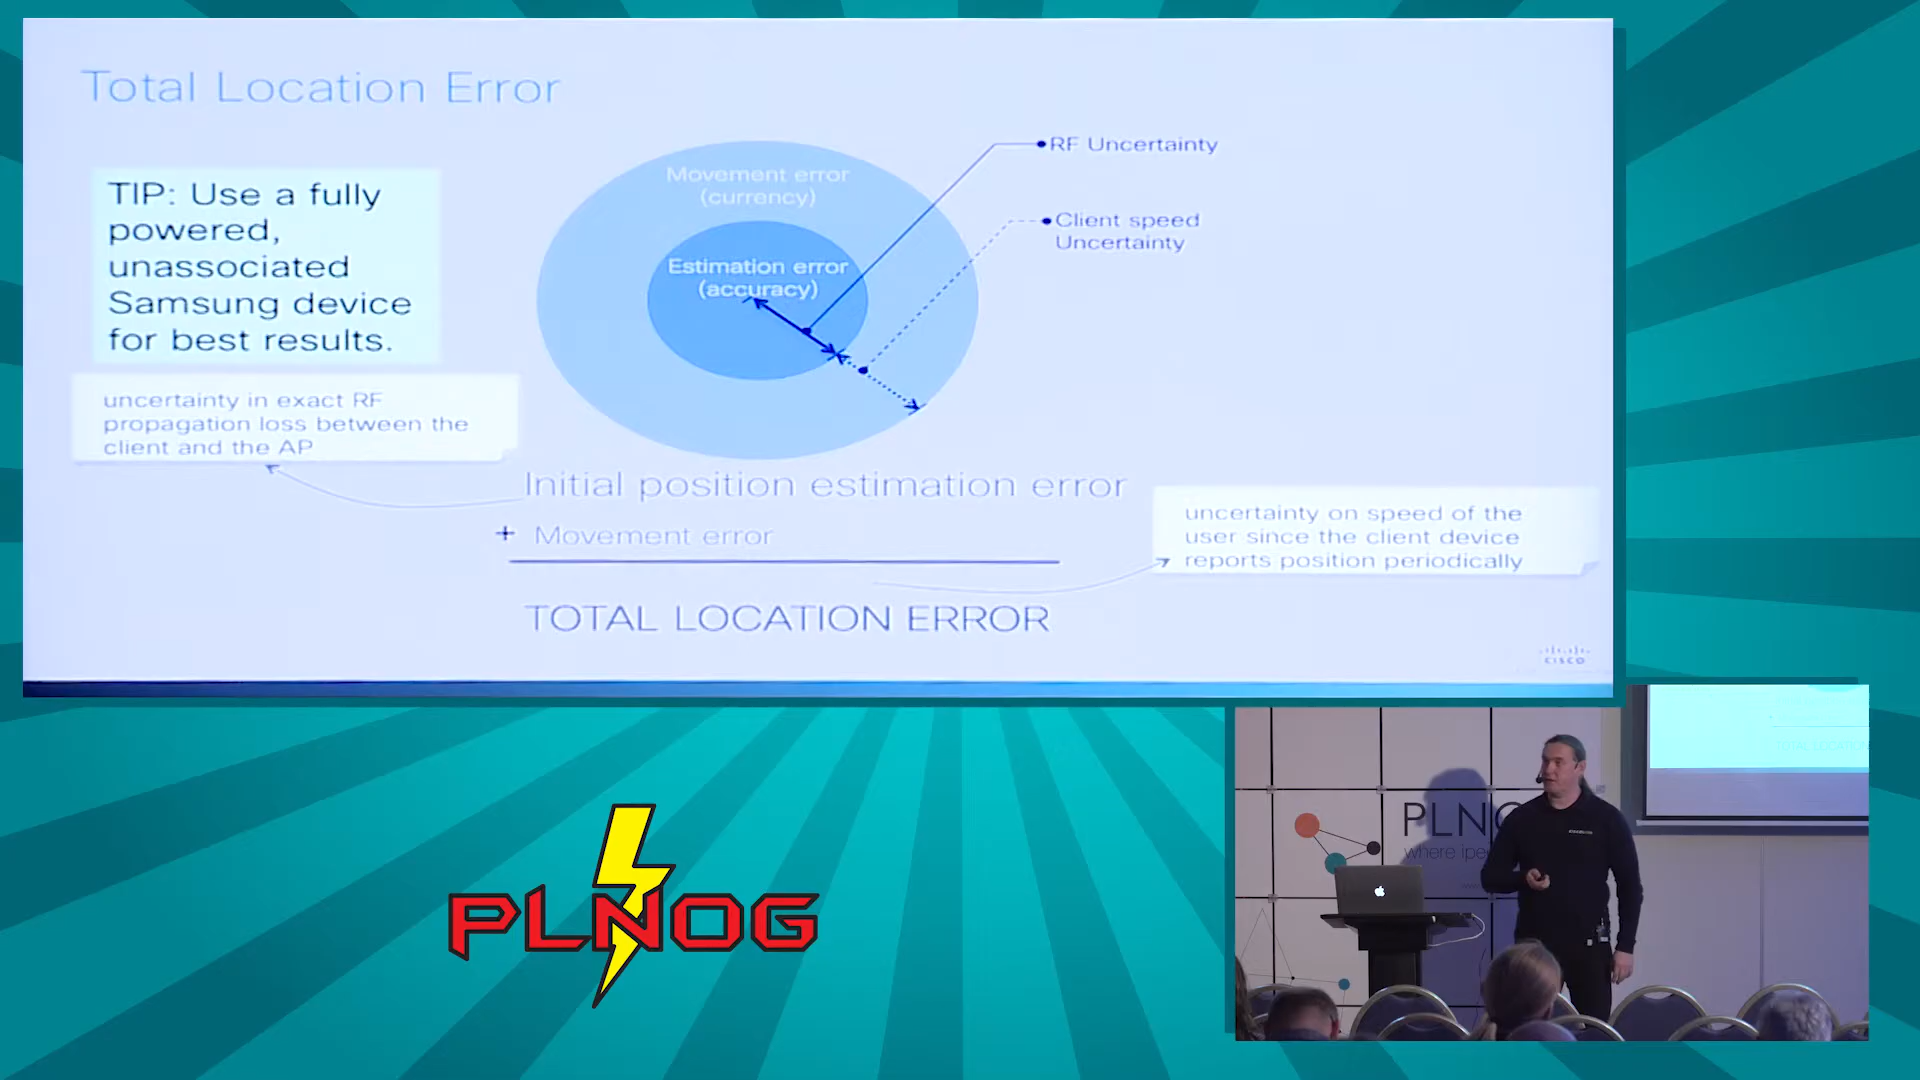 Total Location Error
TIP: Use a fully
powered,
unassociated
Samsung device
for best results.
Movement error
(currency)
Estimation error
(accuracy)
RF Uncertainty
Client speed
Uncertainty
uncertainty in exact RF
propagation loss between the
client and the AP
Initial position estimation error
+ Movement error
uncertainty on speed of the
user since the client device
reports position periodically
TOTAL LOCATION ERROR
CISCO
PLNOG
PLN
where